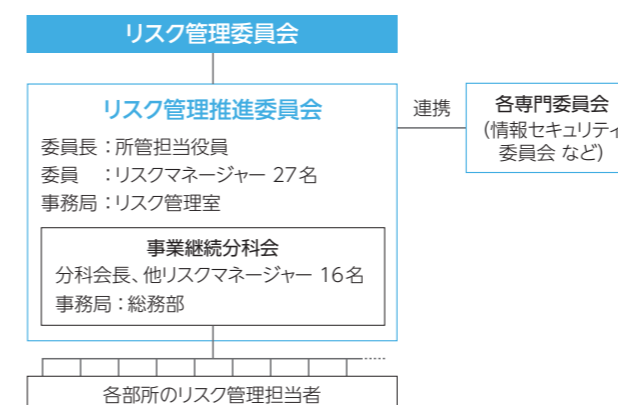 リスク管理委員会
リスク管理推進委員会
委員長：所管担当役員
委員　：リスクマネージャー 27名
事務局：リスク管理室
連携
各専門委員会
(情報セキュリティ
委員会 など)
事業継続分科会
分科会長、他リスクマネージャー 16名
事務局：総務部
各部所のリスク管理担当者